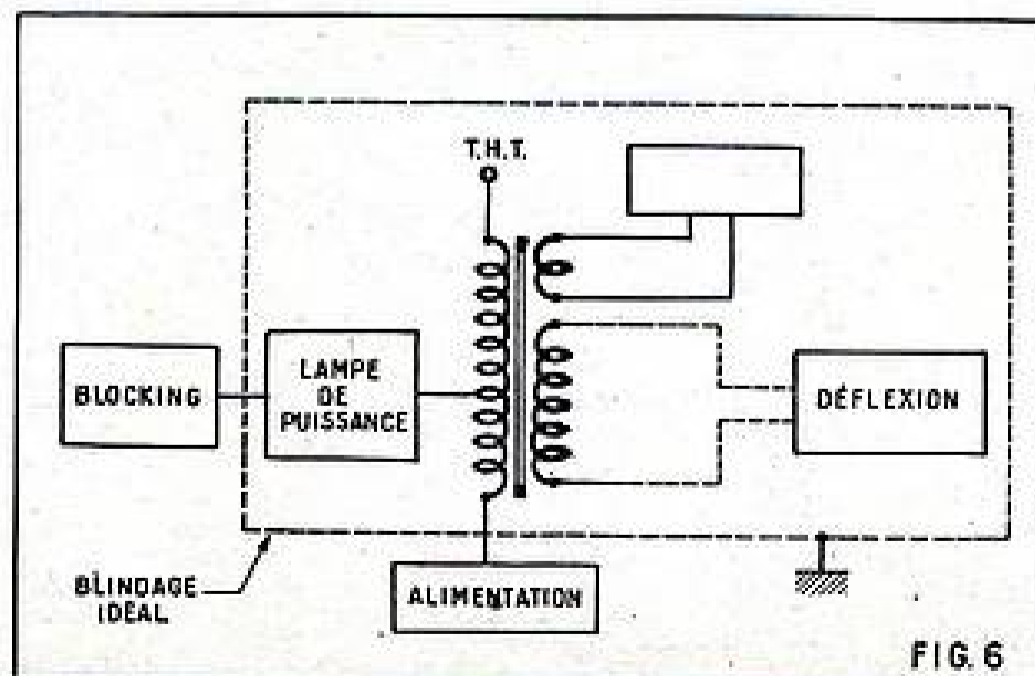 T.H.T.
BLOCKING
LAMPE
DE
PUISSANCE
DÉFLEXION
BLINDAGE
IDÉAL
ALIMENTATION
FIG. 6